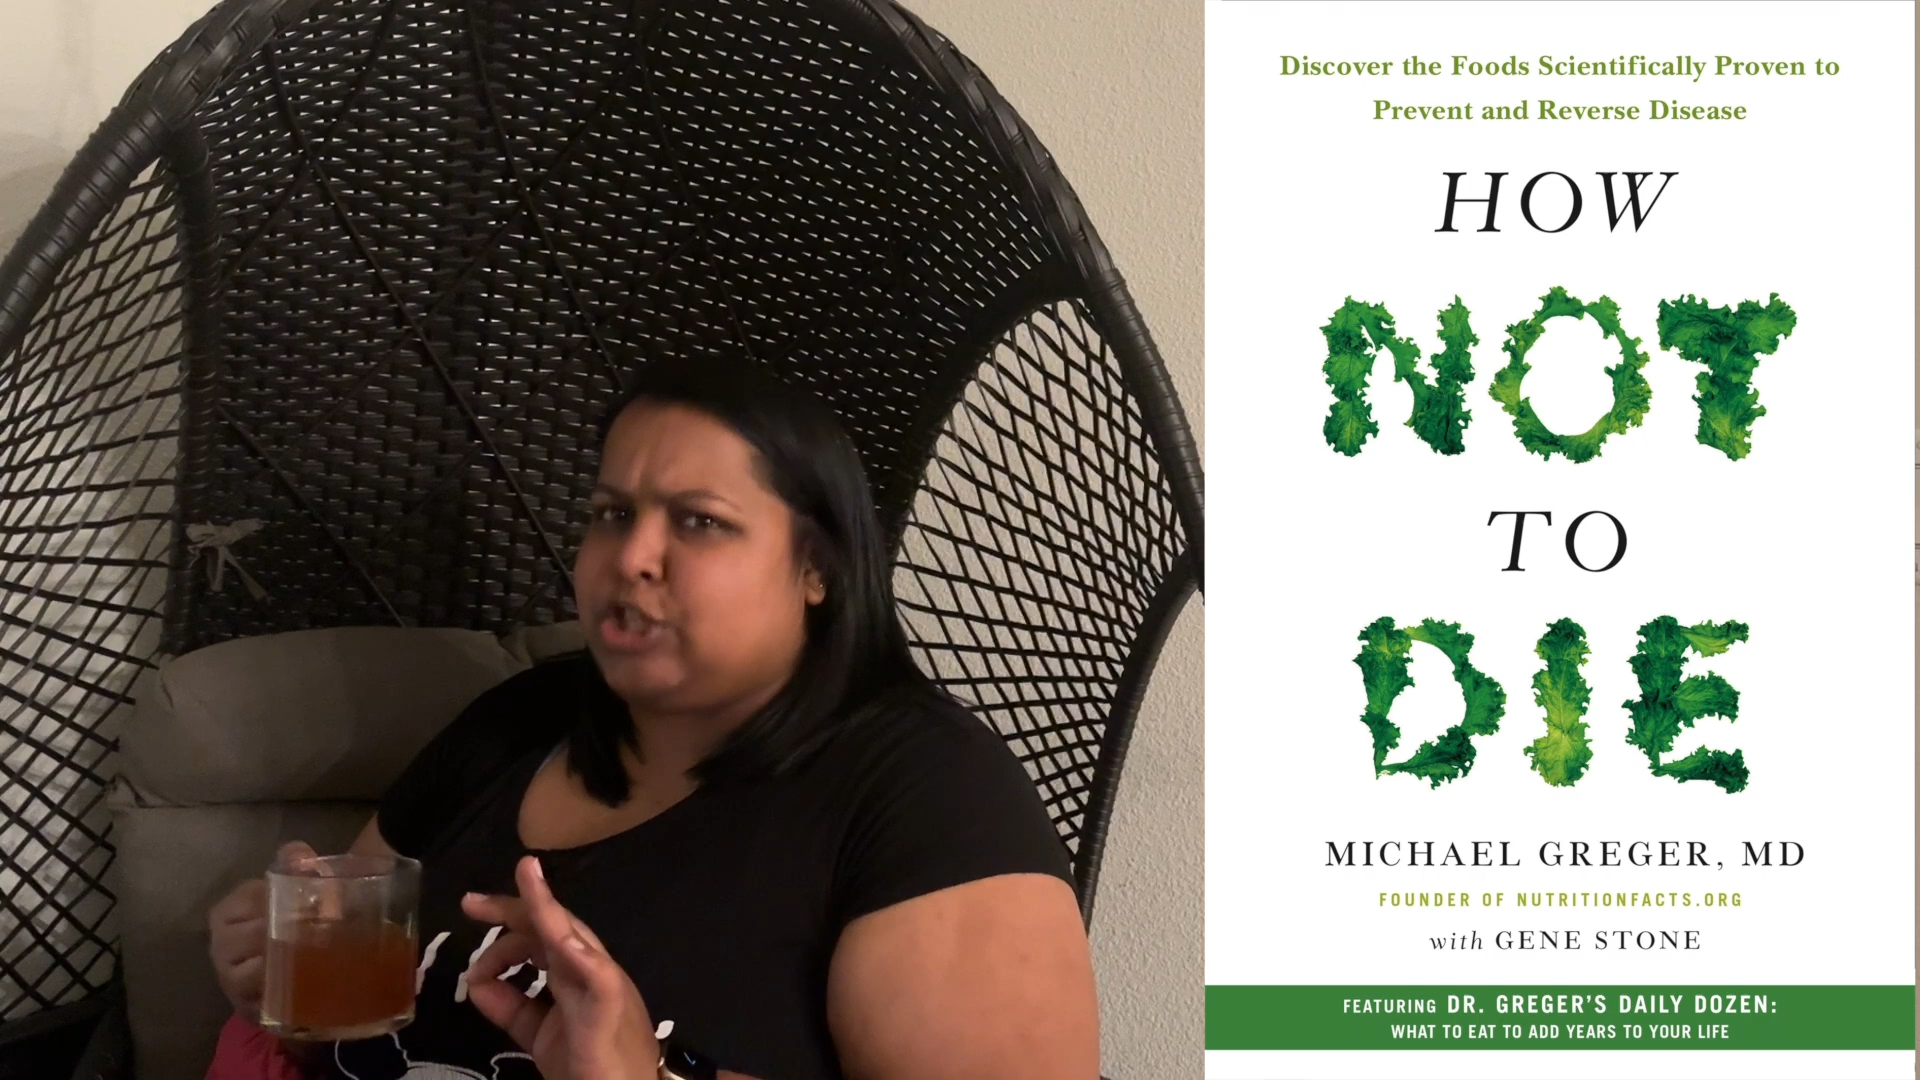 Discover the Foods Scientifically Proven to
Prevent and Reverse Disease
HOW
NOT
TO
DIE
MICHAEL GREGER, MD
FOUNDER OF NUTRITIONFACTS.ORG
with GENE STONE
FEATURING DR. GREGER'S DAILY DOZEN:
WHAT TO EAT TO ADD YEARS TO YOUR LIFE